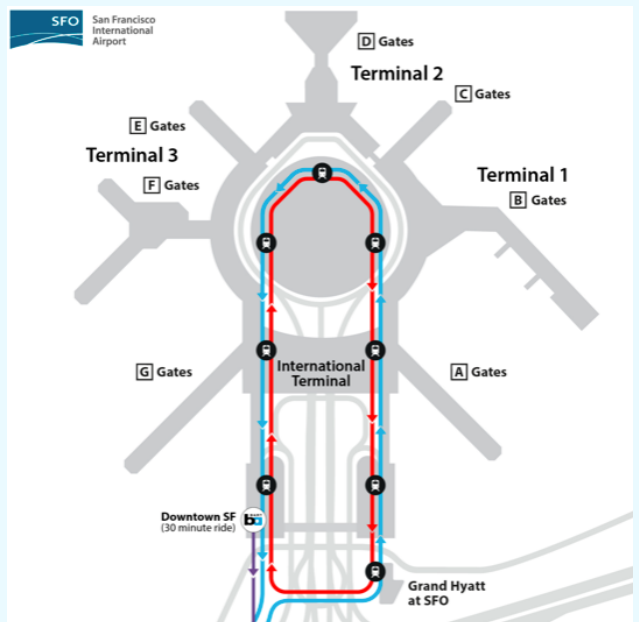 SFO
San Francisco
International
Airport
D Gates
Terminal 2
C Gates
E Gates
Terminal 3
F Gates
Terminal 1
B Gates
International
Terminal
G Gates
A Gates
Downtown SF
(30 minute ride)
ba
Grand Hyatt
at SFO